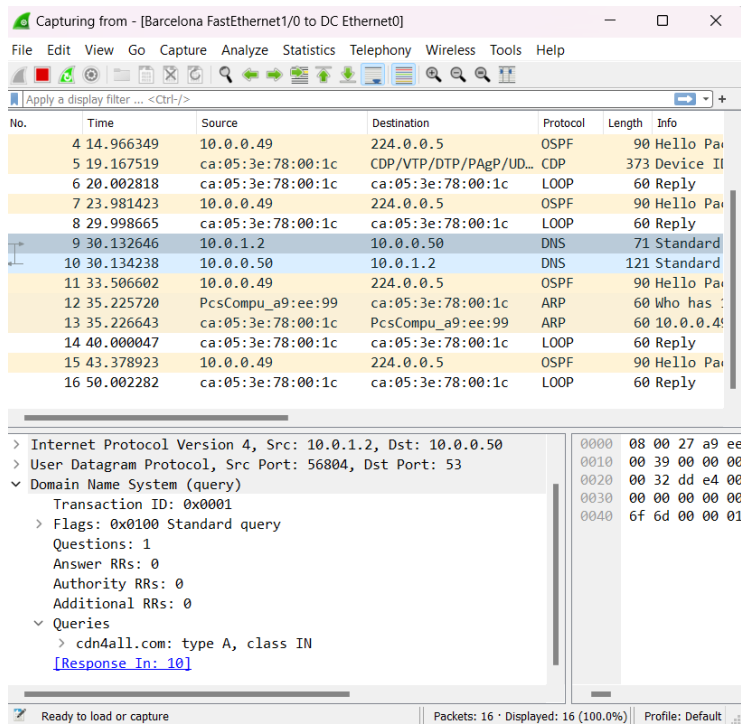 Capturing from - [Barcelona FastEthernet1/0 to DC Ethernet0]
File Edit View Go Capture Analyze Statistics Telephony Wireless Tools Help
Apply a display filter ... <Ctrl-/>
No. Time Source Destination Protocol Length Info
4 14.966349 10.0.0.49 224.0.0.5 OSPF 90 Hello
5 19.167519 ca:05:3e:78:00:1c CDP/VTP/DTP/PAgP/UD... CDP 373 Device
6 20.002818 ca:05:3e:78:00:1c ca:05:3e:78:00:1c LOOP 60 Reply
7 23.981423 10.0.0.49 224.0.0.5 OSPF 90 Hello
8 29.998665 ca:05:3e:78:00:1c ca:05:3e:78:00:1c LOOP 60 Reply
9 30.132646 10.0.1.2 10.0.0.50 DNS 71 Standard
10 30.134238 10.0.0.50 10.0.1.2 DNS 121 Standard
11 33.506602 10.0.0.49 224.0.0.5 OSPF 90 Hello
12 35.225720 PcsCompu_a9:ee:99 ca:05:3e:78:00:1c ARP 60 Who has
13 35.226643 ca:05:3e:78:00:1c PcsCompu_a9:ee:99 ARP 60 10.0.0.49
14 40.000047 ca:05:3e:78:00:1c ca:05:3e:78:00:1c LOOP 60 Reply
15 43.378923 10.0.0.49 224.0.0.5 OSPF 90 Hello
16 50.002282 ca:05:3e:78:00:1c ca:05:3e:78:00:1c LOOP 60 Reply
> Internet Protocol Version 4, Src: 10.0.1.2, Dst: 10.0.0.50
> User Datagram Protocol, Src Port: 56804, Dst Port: 53
Domain Name System (query)
Transaction ID: 0x0001
> Flags: 0x0100 Standard query
Questions: 1
Answer RRs: 0
Authority RRs: 0
Additional RRs: 0
Queries
> cdn4all.com: type A, class IN
[Response In: 10]
0000 08 00 27 a9 ee
0010 00 39 00 00 00
0020 00 32 dd e4 00
0030 00 00 00 00 00
0040 6f 6d 00 00 01
Ready to load or capture Packets: 16 · Displayed: 16 (100.0%) Profile: Default